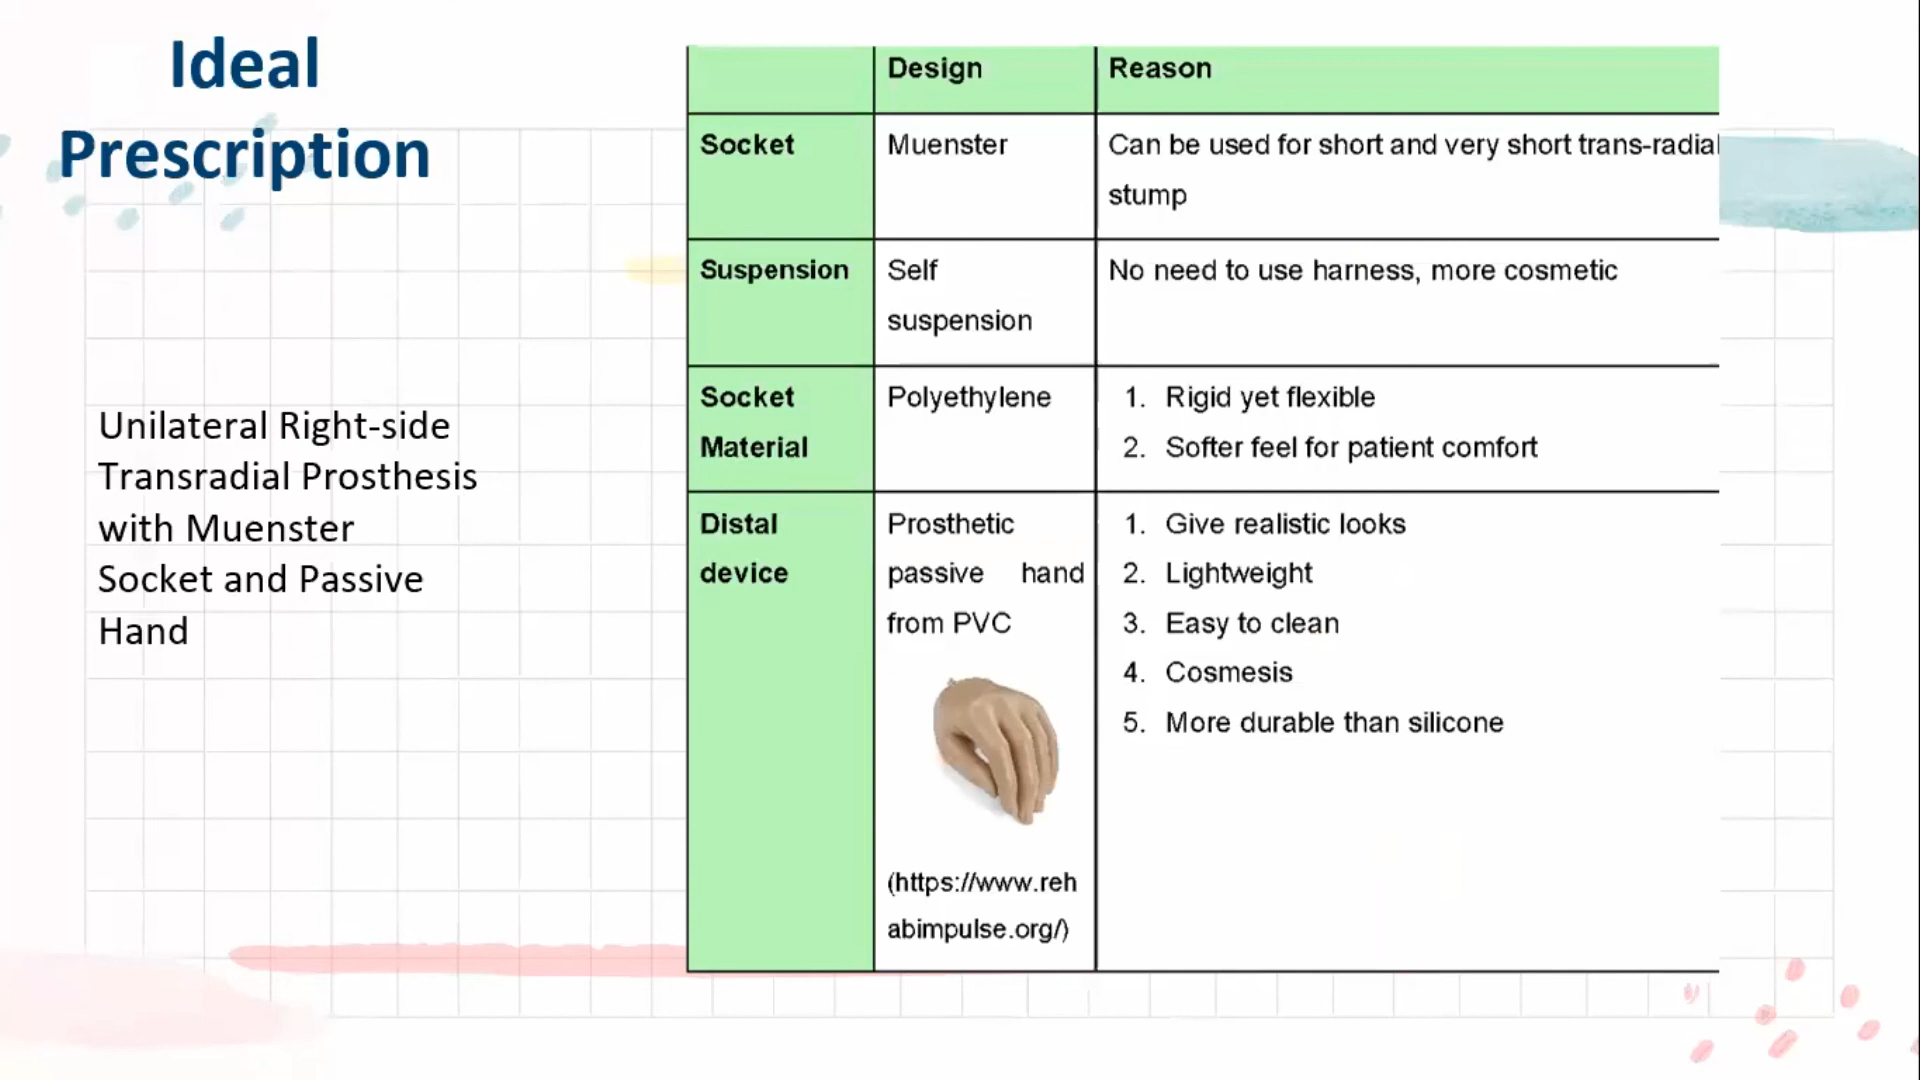 Ideal
Prescription
Unilateral Right-side
Transradial Prosthesis
with Muenster
Socket and Passive
Hand
Design
Reason
Socket
Muenster
Can be used for short and very short trans-radial
stump
Suspension
Self
suspension
No need to use harness, more cosmetic
Socket
Material
Polyethylene
1. Rigid yet flexible
2. Softer feel for patient comfort
Distal
device
Prosthetic
passive hand
from PVC
(https://www.reh
abimpulse.org/)
1. Give realistic looks
2. Lightweight
3. Easy to clean
4. Cosmesis
5. More durable than silicone